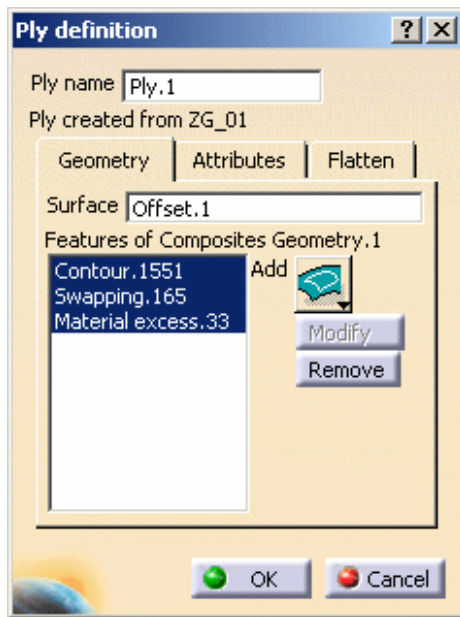 Ply definition ? ×
Ply name Ply.1
Ply created from ZG_01
Geometry Attributes Flatten
Surface Offset.1
Features of Composites Geometry.1
Contour.1551 Add
Swapping.165
Material excess.33
Modify
Remove
OK Cancel